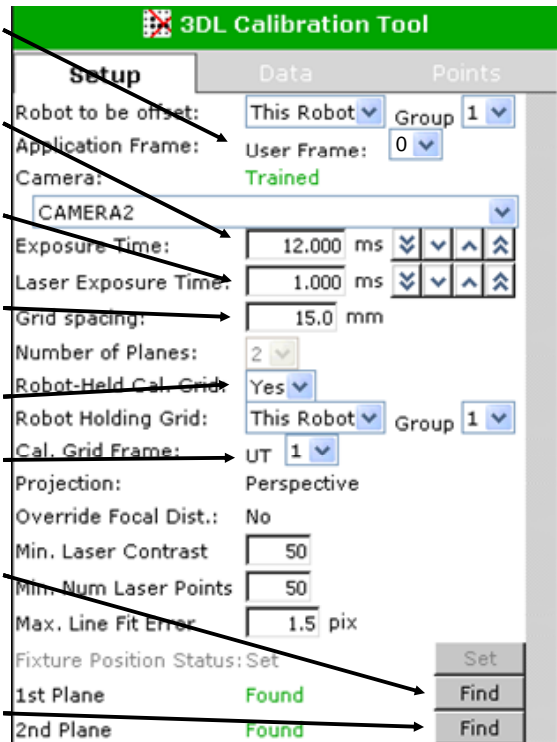 3DL Calibration Tool
Setup Data Points
Robot to be offset: This Robot Group 1
Application Frame: User Frame: 0
Camera: Trained
CAMERA2
Exposure Time: 12.000 ms
Laser Exposure Time: 1.000 ms
Grid spacing: 15.0 mm
Number of Planes: 2
Robot-Held Cal. Grid: Yes
Robot Holding Grid: This Robot Group 1
Cal. Grid Frame: UT 1
Projection: Perspective
Override Focal Dist.: No
Min. Laser Contrast 50
Min. Num Laser Points 50
Max. Line Fit Error 1.5 pix
Fixture Position Status: Set Set
1st Plane Found Find
2nd Plane Found Find